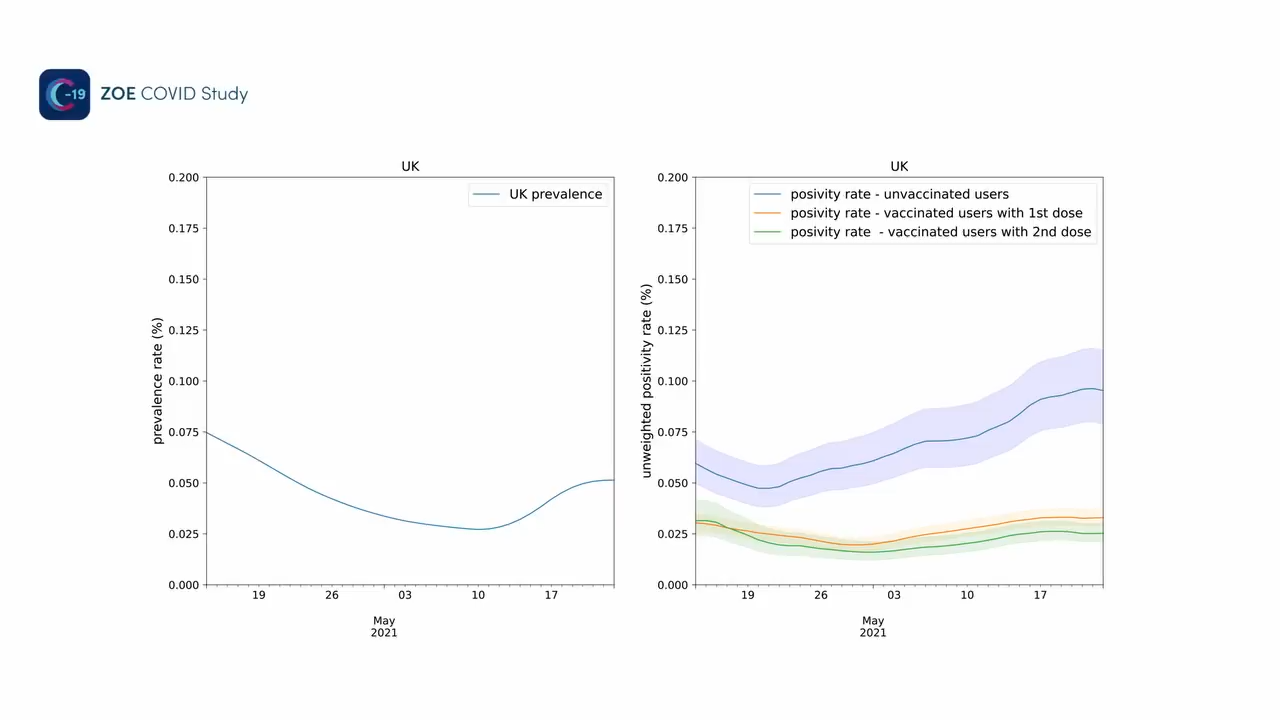 C-19
ZOE COVID Study
UK
0.200
0.175
0.150
0.125
0.100
0.075
0.050
0.025
0.000
prevalence rate (%)
UK prevalence
19
26
03
10
17
May
2021
UK
0.200
0.175
0.150
0.125
0.100
0.075
0.050
0.025
0.000
unweighted positivity rate (%)
posivity rate - unvaccinated users
posivity rate - vaccinated users with 1st dose
posivity rate - vaccinated users with 2nd dose
19
26
03
10
17
May
2021